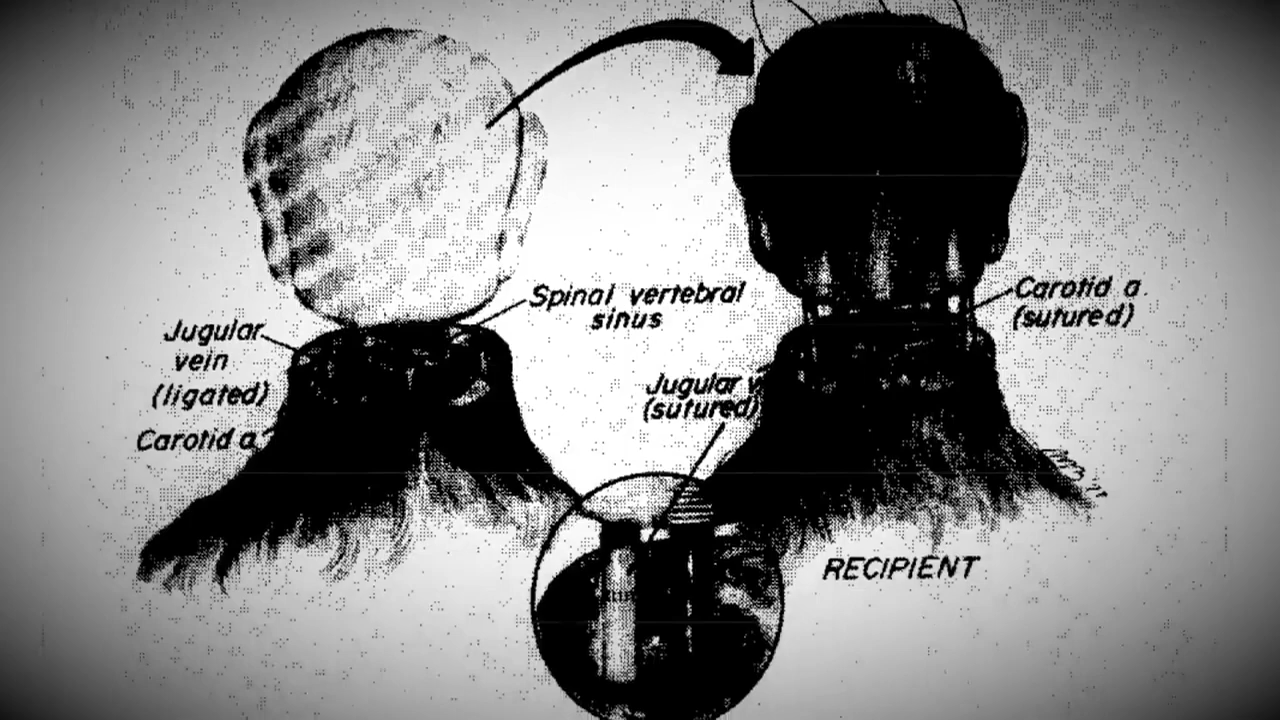 Spinal vertebral
sinus
Jugular
vein
(ligated)
Carotid a.
Carotid a.
(sutured)
Jugular v.
(sutured)
RECIPIENT